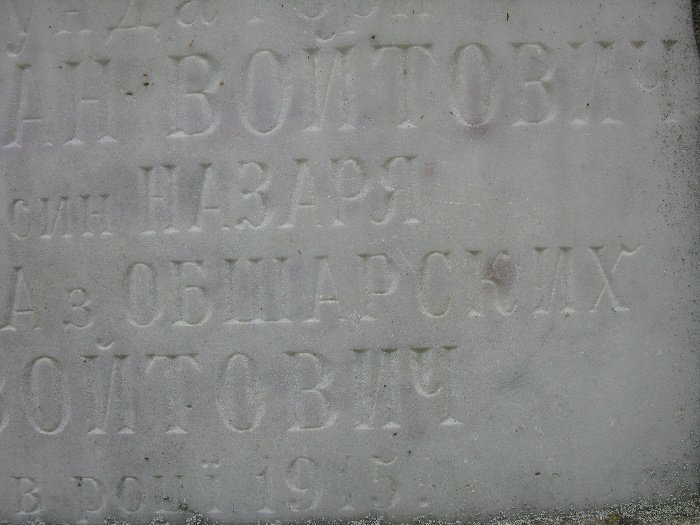 АН ВОЙТОВИЧ
син НАЗАРЯ
А з ОБШАРСКИХ
ВОЙТОВИЧ
в році 1915.